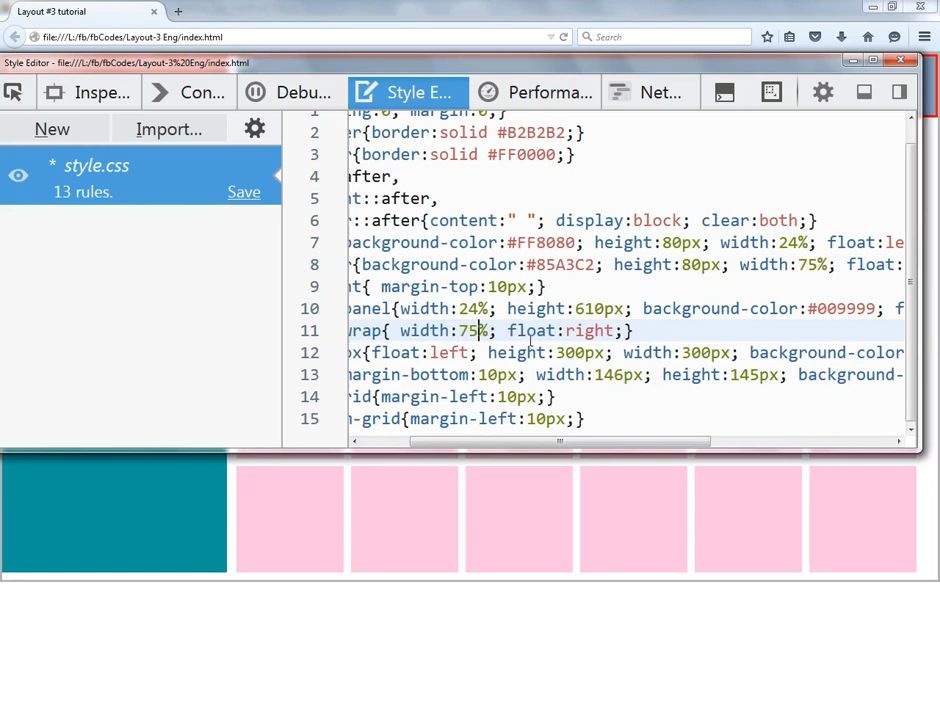 Layout #3 tutorial
file:///L:/fb/fbCodes/Layout-3 Eng/index.html
Search
Style Editor - file:///L:/fb/fbCodes/Layout-3%20Eng/index.html
Inspe... Con... Debu... Style E... Performa... Net...
New Import...
* style.css
13 rules. Save
1 margin:0;}
2 er{border:solid #B2B2B2;}
3 r{border:solid #FF0000;}
4 after,
5 nt::after,
6 r::after{content:" "; display:block; clear:both;}
7 background-color:#FF8080; height:80px; width:24%; float:le
8 r{background-color:#85A3C2; height:80px; width:75%; float:
9 nt{ margin-top:10px;}
10 panel{width:24%; height:610px; background-color:#009999; f
11 wrap{ width:75%; float:right;}
12 ox{float:left; height:300px; width:300px; background-color
13 margin-bottom:10px; width:146px; height:145px; background-
14 rid{margin-left:10px;}
15 n-grid{margin-left:10px;}